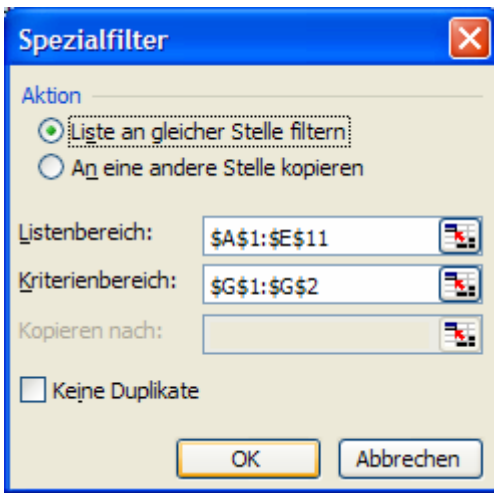 Spezialfilter
Aktion
Liste an gleicher Stelle filtern
An eine andere Stelle kopieren
Listenbereich: $A$1:$E$11
Kriterienbereich: $G$1:$G$2
Kopieren nach:
Keine Duplikate
OK Abbrechen